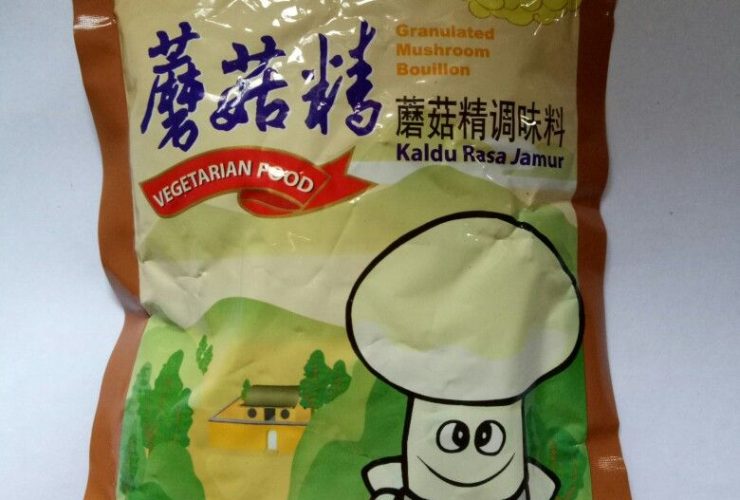 蘑菇精
Granulated
Mushroom
Bouillon
蘑菇精调味料
Kaldu Rasa Jamur
VEGETARIAN FOOD